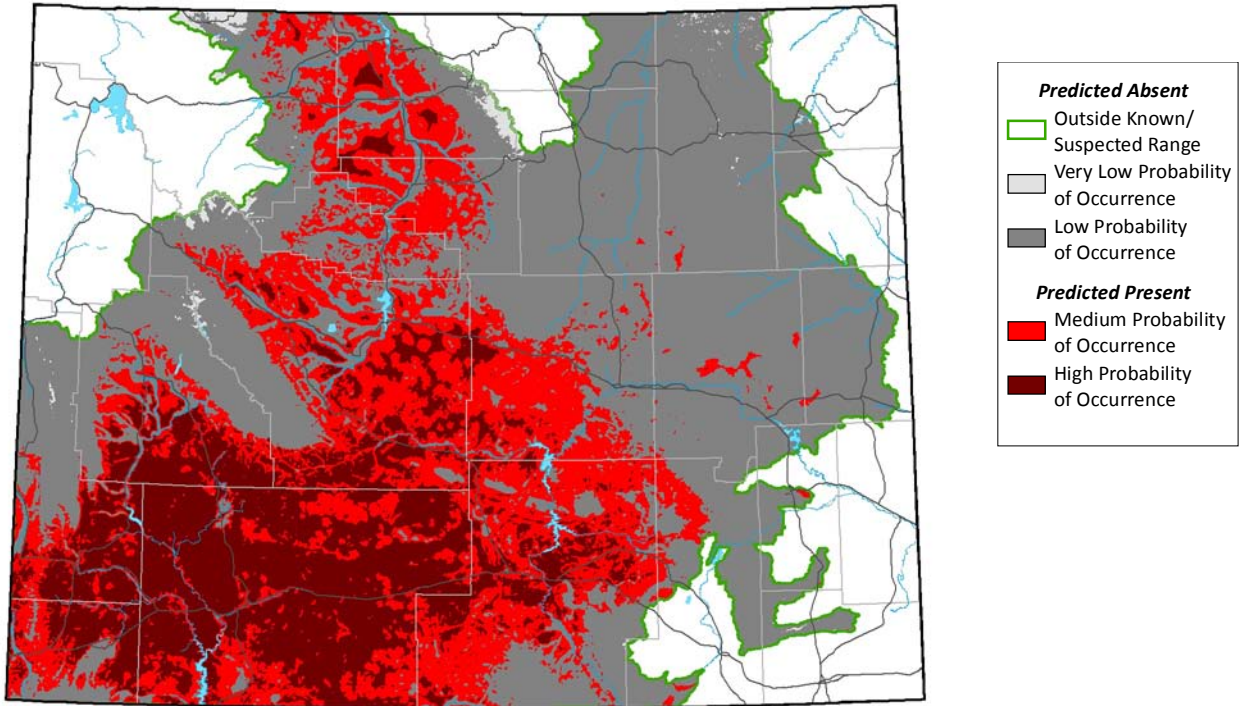 Predicted Absent
Outside Known/
Suspected Range
Very Low Probability
of Occurrence
Low Probability
of Occurrence
Predicted Present
Medium Probability
of Occurrence
High Probability
of Occurrence